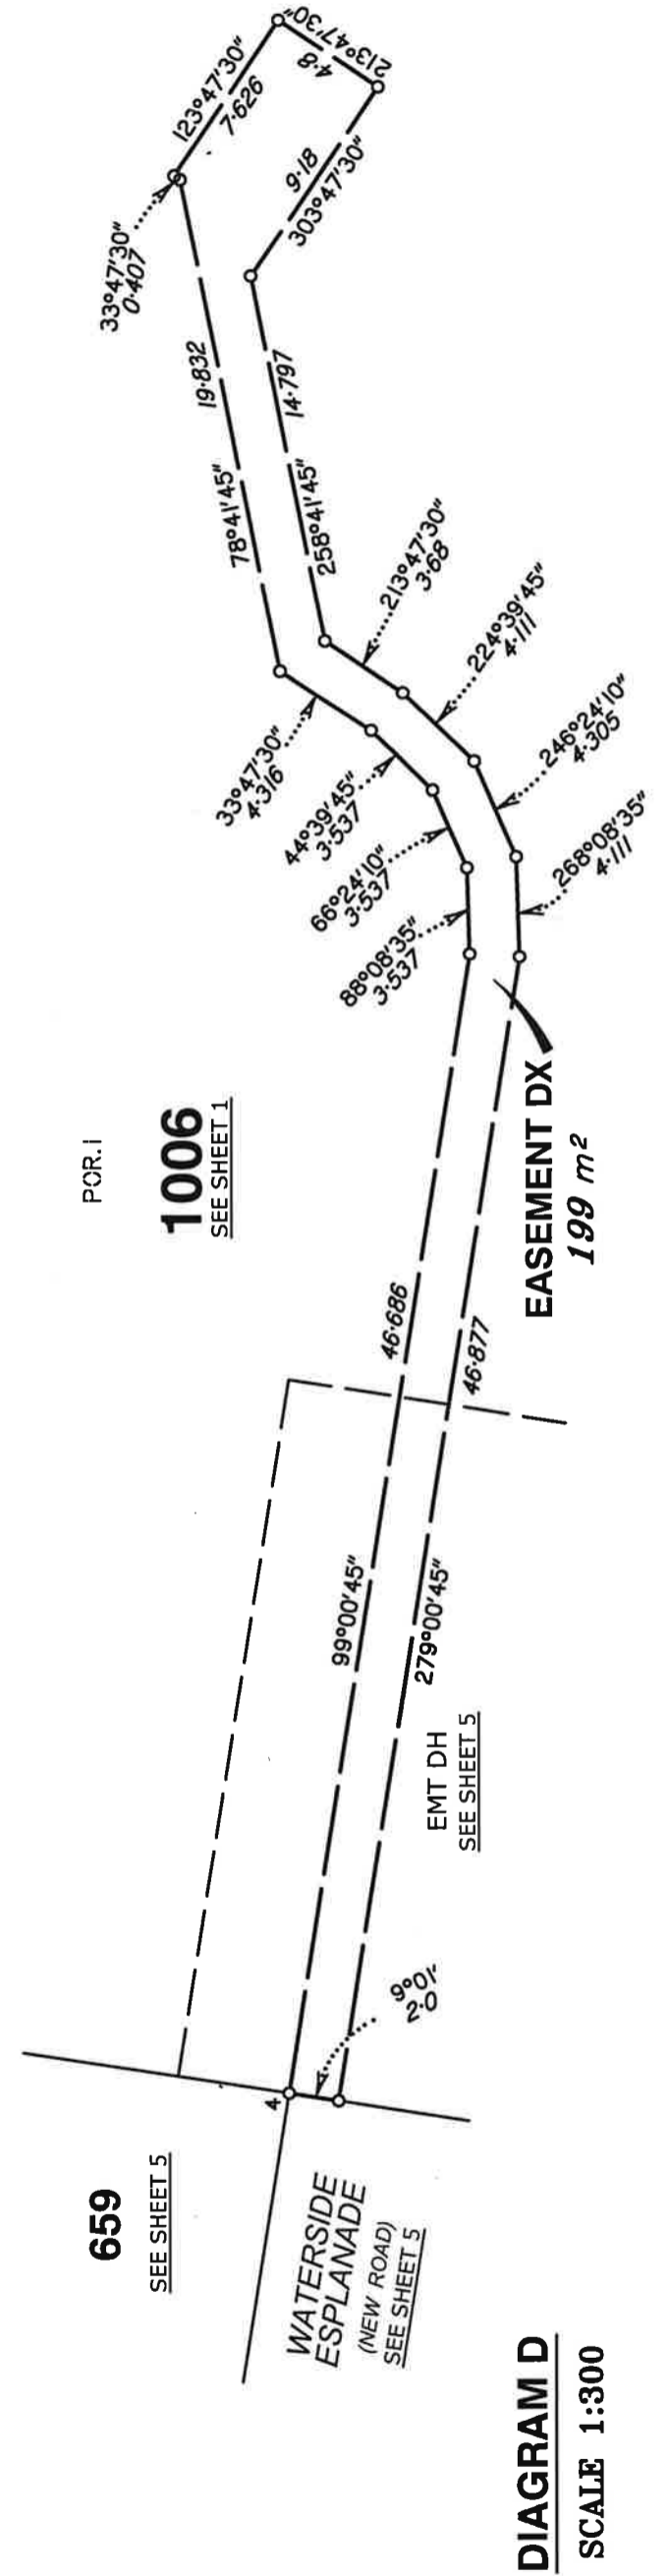 659
SEE SHEET 5
WATERSIDE
ESPLANADE
(NEW ROAD)
SEE SHEET 5
4
9°01'
2·0
EMT DH
SEE SHEET 5
99°00'45"
46·686
279°00'45"
46·877
POR.1
1006
SEE SHEET 1
EASEMENT DX
199 m²
88°08'35"
3·537
66°24'10"
3·537
44°39'45"
3·537
33°47'30"
4·316
78°41'45"
19·832
33°47'30"
0·407
123°47'30"
7·626
213°47'30"
4·8
9·18
303°47'30"
14·797
258°41'45"
213°47'30"
3·68
224°39'45"
4·111
246°24'10"
4·305
268°08'35"
4·111
DIAGRAM D
SCALE 1:300